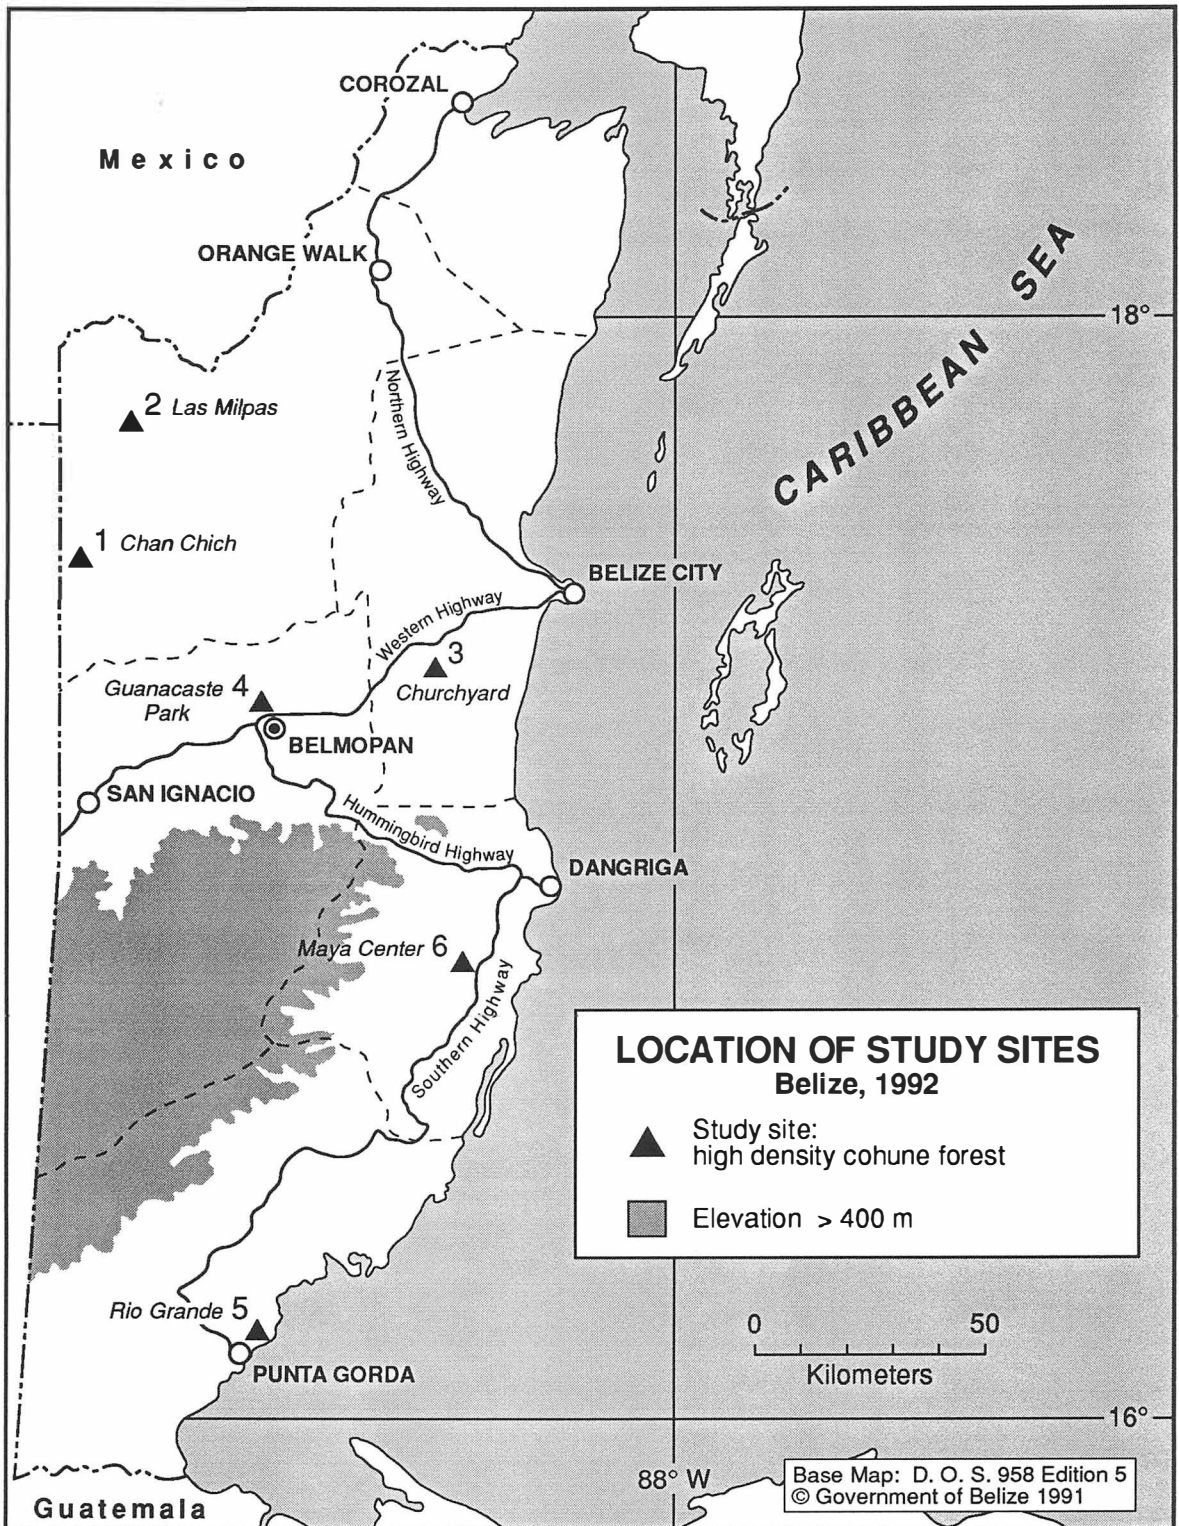 COROZAL
Mexico
ORANGE WALK
CARIBBEAN SEA
18°
2 Las Milpas
Northern Highway
1 Chan Chich
BELIZE CITY
Western Highway
3
Churchyard
Guanacaste 4
Park
BELMOPAN
SAN IGNACIO
Hummingbird Highway
DANGRIGA
Maya Center 6
Southern Highway
LOCATION OF STUDY SITES
Belize, 1992
Study site:
high density cohune forest
Elevation > 400 m
Rio Grande 5
0 50
Kilometers
PUNTA GORDA
16°
88° W
Base Map: D. O. S. 958 Edition 5
© Government of Belize 1991
Guatemala